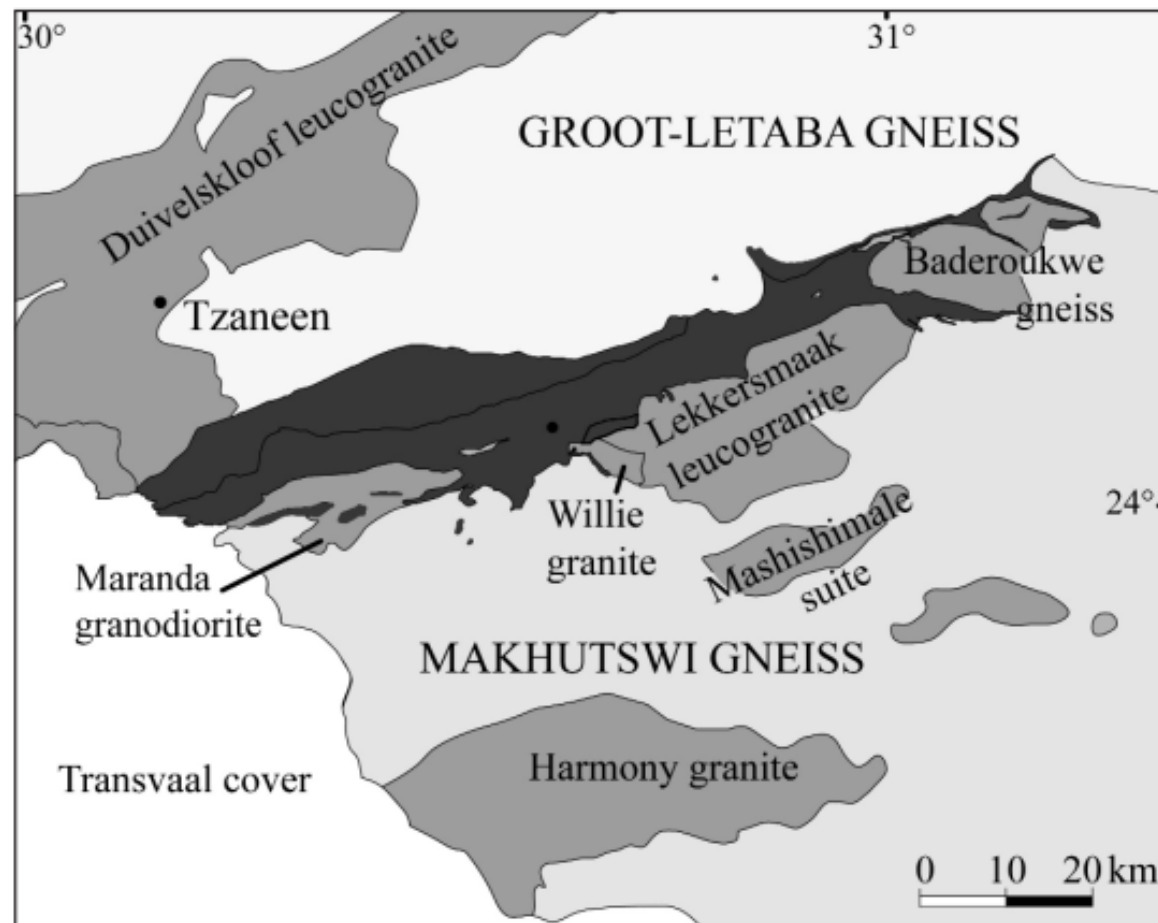 30°
31°
Duivelskloof leucogranite
GROOT-LETABA GNEISS
Baderoukwe
gneiss
Tzaneen
Lekkersmaak
leucogranite
Willie
granite
24°
Mashishimale
suite
Maranda
granodiorite
MAKHUTSWI GNEISS
Transvaal cover
Harmony granite
0 10 20 km